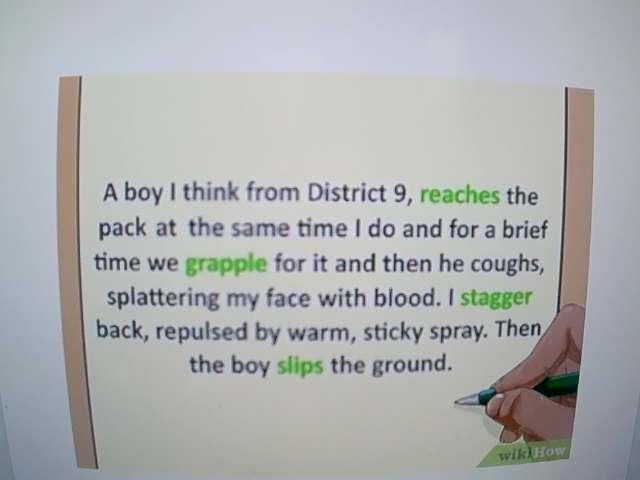 A boy I think from District 9, reaches the
pack at the same time I do and for a brief
time we grapple for it and then he coughs,
splattering my face with blood. I stagger
back, repulsed by warm, sticky spray. Then
the boy slips the ground.
wikiHow